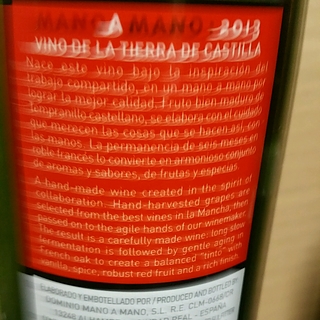 MANO A MANO 2013
VINO DE LA TIERRA DE CASTILLA
Nace este vino bajo la inspiración del
trabajo compartido, en un mano a mano por
lograr la mejor calidad. Fruto bien maduro de
Tempranillo castellano, se elabora con el cuidado
que merecen las cosas que se hacen así, con
las manos. La permanencia de seis meses en
roble francés lo convierte en armonioso conjunto
de aromas y sabores, de frutas y especias.
A hand-made wine created in the spirit of
collaboration. Hand-harvested grapes are
selected from the best vines in la Mancha, then
passed on to the agile hands of our winemaker.
The result is a carefully made wine: long slow
fermentation is followed by gentle aging in
French oak to create a balanced "tinto" with
vanilla, spice, robust red fruit and a rich finish.
ELABORADO Y EMBOTELLADO POR / PRODUCED AND BOTTLED BY
DOMINIO MANO A MANO, S.L. R.E. CLM-
REAL - ESPAÑA